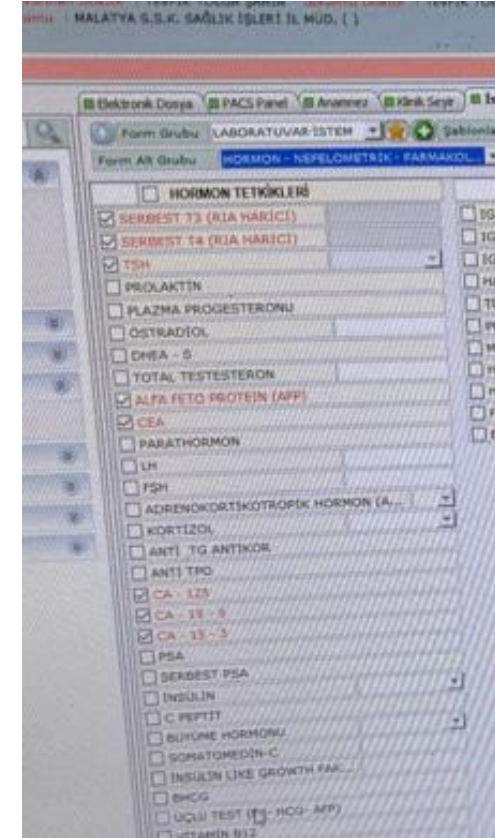 MALATYA S.S.K. SAĞLIK İŞLERİ İL MÜD. ( )
Elektronik Dosya PACS Panel Anamnez Klinik Seyir
Form Grubu LABORATUVAR İSTEM
Form Alt Grubu HORMON - NEFELOMETRİK - FARMAKOL...
HORMON TETKİKLERİ
SERBEST T3 (RIA HARİCİ)
SERBEST T4 (RIA HARİCİ)
TSH
PROLAKTİN
PLAZMA PROGESTERONU
ÖSTRADİOL
DHEA - S
TOTAL TESTESTERON
ALFA FETO PROTEİN (AFP)
CEA
PARATHORMON
LH
FSH
ADRENOKORTİKOTROPİK HORMON (A...
KORTİZOL
ANTİ TG ANTİKOR
ANTİ TPO
CA - 125
CA - 19 - 9
CA - 15 - 3
PSA
SERBEST PSA
İNSULİN
C PEPTİT
BÜYÜME HORMONU
SOMATOMEDİN-C
İNSULİN LIKE GROWTH FAK...
BHCG
ÜÇLÜ TEST (E3- HCG- AFP)
VİTAMİN B12